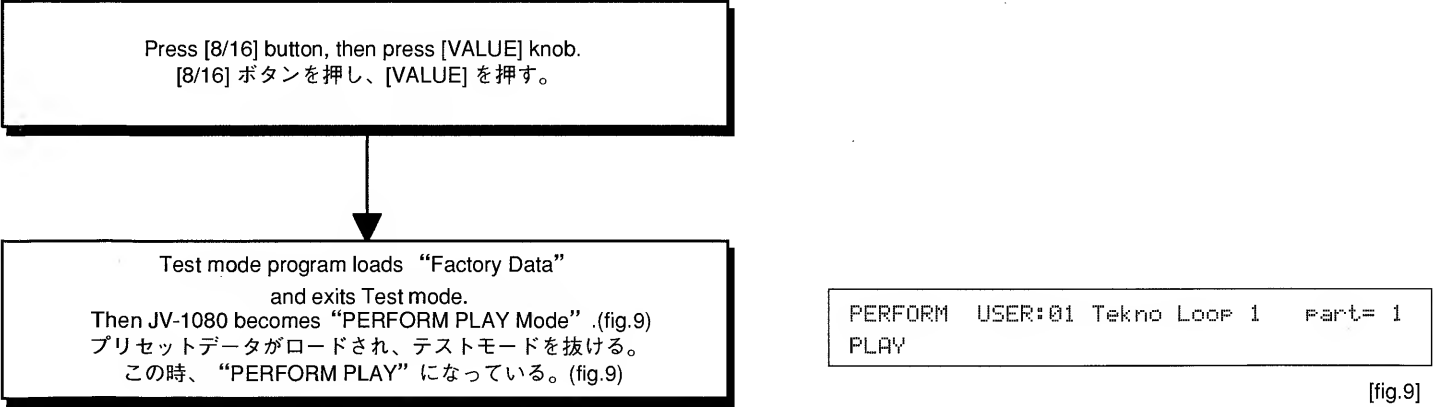 Press [8/16] button, then press [VALUE] knob.
[8/16] ボタンを押し、[VALUE] を押す。
Test mode program loads “Factory Data”
and exits Test mode.
Then JV-1080 becomes “PERFORM PLAY Mode” .(fig.9)
プリセットデータがロードされ、テストモードを抜ける。
この時、“PERFORM PLAY” になっている。(fig.9)
PERFORM USER:01 Tekno Loop 1 part= 1
PLAY
[fig.9]